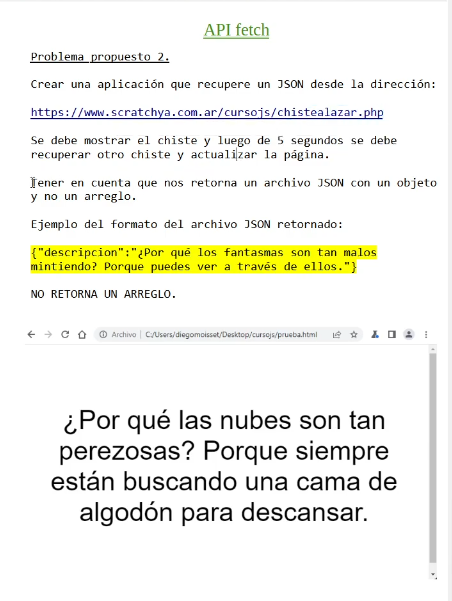 API fetch
Problema propuesto 2.
Crear una aplicación que recupere un JSON desde la dirección:
https://www.scratchya.com.ar/cursojs/chistealazar.php
Se debe mostrar el chiste y luego de 5 segundos se debe
recuperar otro chiste y actualizar la página.
Tener en cuenta que nos retorna un archivo JSON con un objeto
y no un arreglo.
Ejemplo del formato del archivo JSON retornado:
{"descripcion":"¿Por qué los fantasmas son tan malos
mintiendo? Porque puedes ver a través de ellos."}
NO RETORNA UN ARREGLO.
Archivo | C:/Users/diegomoisset/Desktop/cursojs/prueba.html
¿Por qué las nubes son tan
perezosas? Porque siempre
están buscando una cama de
algodón para descansar.